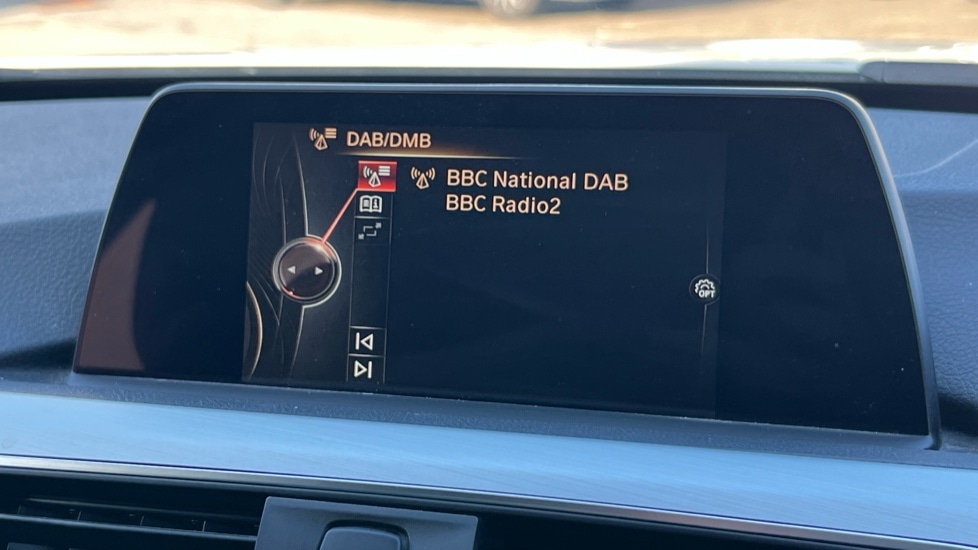 DAB/DMB
BBC National DAB
BBC Radio2
OPT